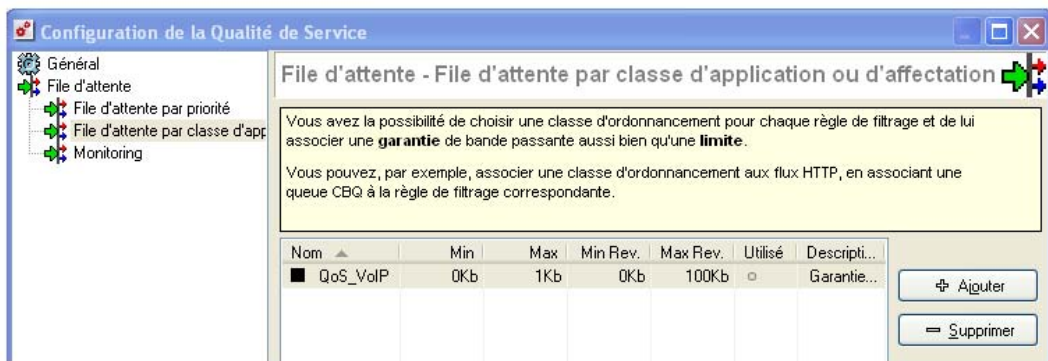 Configuration de la Qualité de Service
Général
File d'attente
File d'attente par priorité
File d'attente par classe d'app
Monitoring
File d'attente - File d'attente par classe d'application ou d'affectation
Vous avez la possibilité de choisir une classe d'ordonnancement pour chaque règle de filtrage et de lui
associer une garantie de bande passante aussi bien qu'une limite.
Vous pouvez, par exemple, associer une classe d'ordonnancement aux flux HTTP, en associant une
queue CBQ à la règle de filtrage correspondante.
Nom Min Max Min Rev. Max Rev. Utilisé Descripti...
QoS_VoIP 0Kb 1Kb 0Kb 100Kb Garantie...
Ajouter
Supprimer